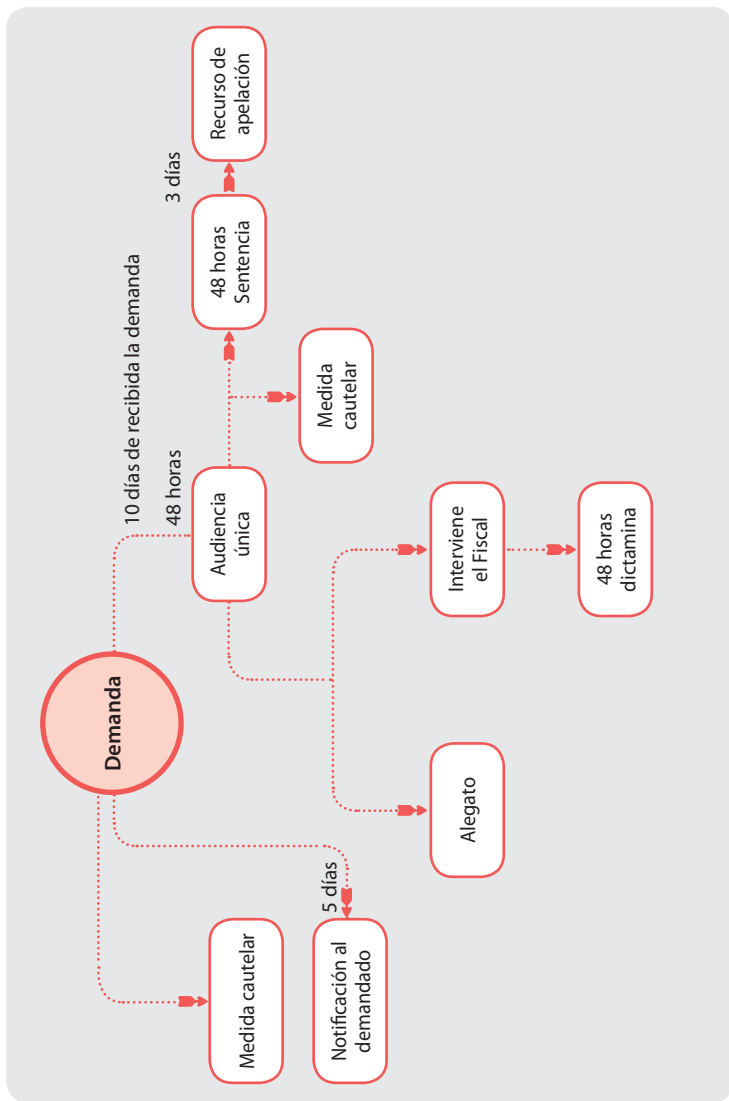 Demanda
10 días de recibida la demanda
Medida cautelar
5 días
Notificación al
demandado
48 horas
Audiencia
única
3 días
48 horas
Sentencia
Recurso de
apelación
Medida
cautelar
Alegato
Interviene
el Fiscal
48 horas
dictamina